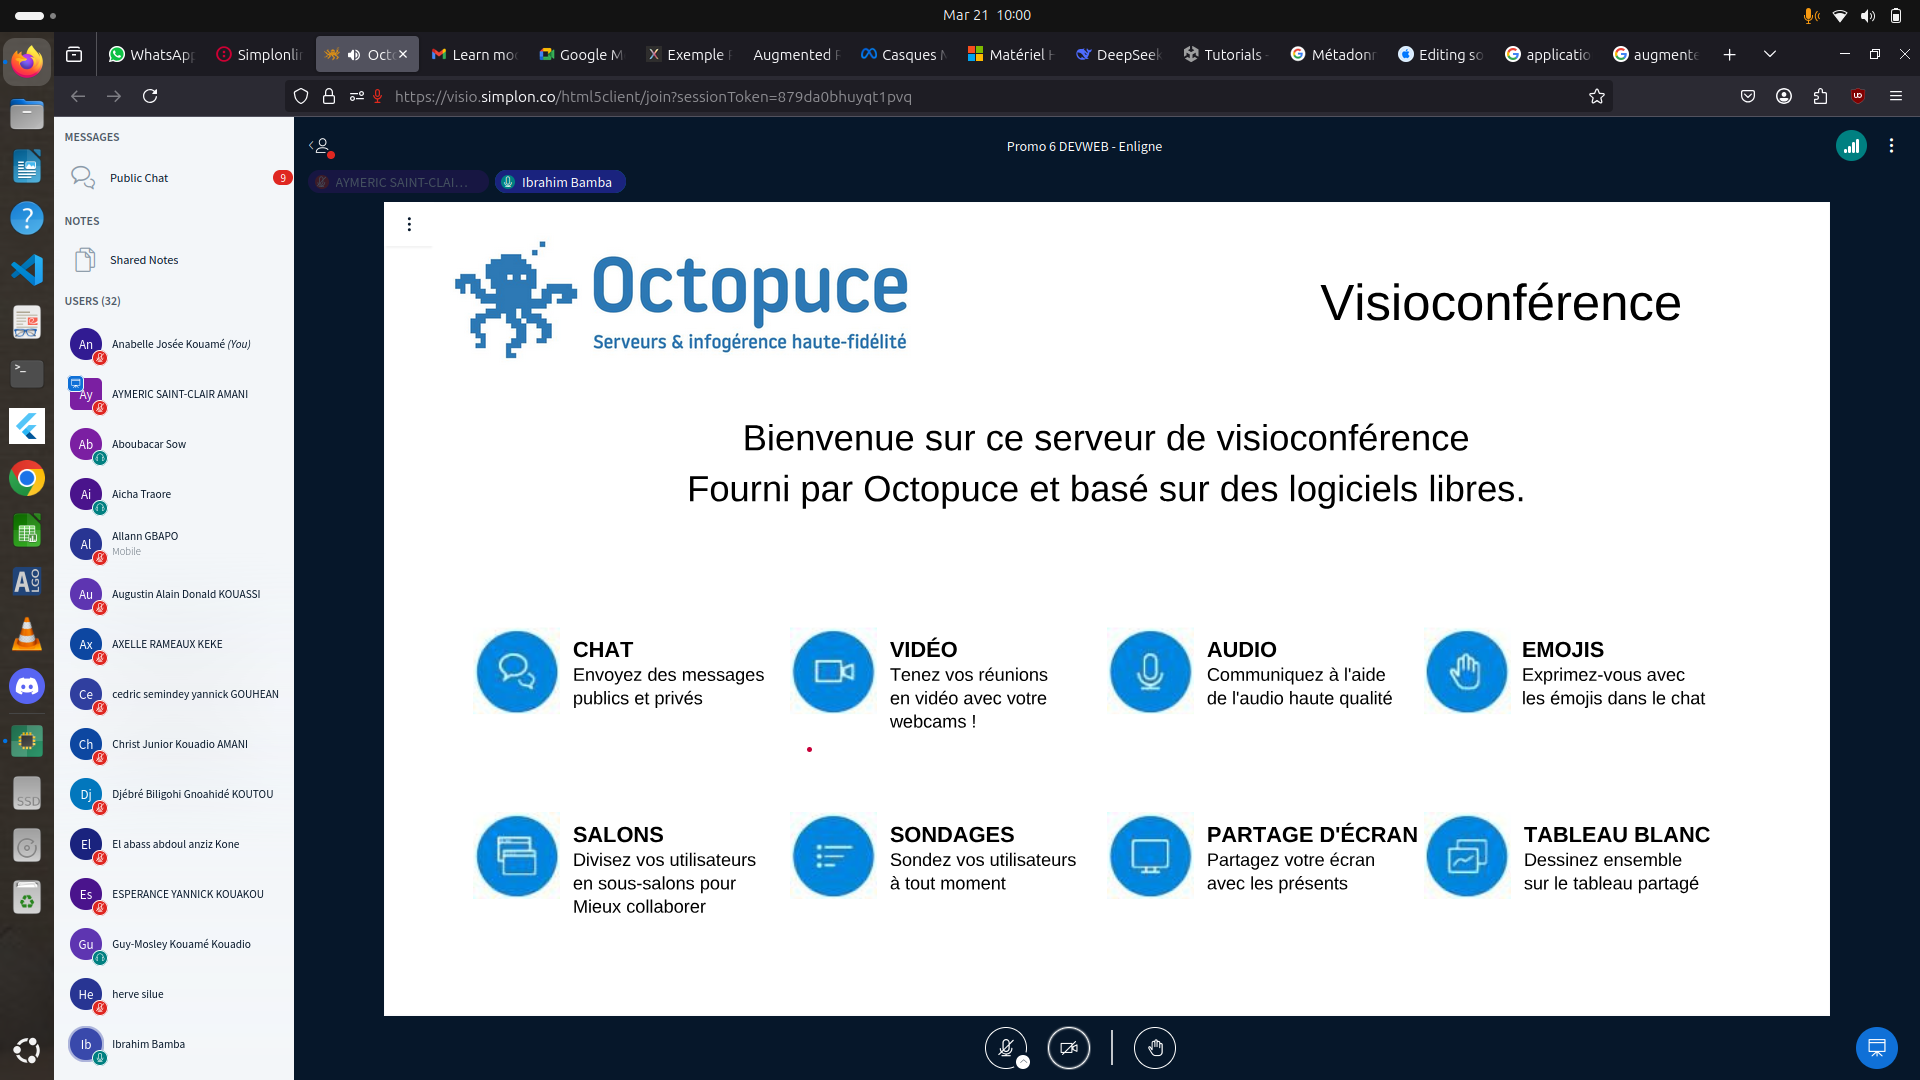 Mar 21 10:00
WhatsApp
Simplonlin
Octo
Learn mo
Google M
Exemple
Augmented
Casques
Matériel H
DeepSeek
Tutorials -
Métadonn
Editing so
applicatio
augmente
https://visio.simplon.co/html5client/join?sessionToken=879da0bhuyqt1pvq
MESSAGES
Public Chat
9
NOTES
Shared Notes
USERS (32)
An
Anabelle Josée Kouamé (You)
Ay
AYMERIC SAINT-CLAIR AMANI
Ab
Aboubacar Sow
Ai
Aicha Traore
Al
Allann GBAPO
Mobile
Au
Augustin Alain Donald KOUASSI
Ax
AXELLE RAMEAUX KEKE
Ce
cedric semindey yannick GOUHEAN
Ch
Christ Junior Kouadio AMANI
Dj
Djébré Biligohi Gnoahidé KOUTOU
El
El abass abdoul anziz Kone
Es
ESPERANCE YANNICK KOUAKOU
Gu
Guy-Mosley Kouamé Kouadio
He
herve silue
Ib
Ibrahim Bamba
Promo 6 DEVWEB - Enligne
AYMERIC SAINT-CLAI...
Ibrahim Bamba
Octopuce
Serveurs & infogérence haute-fidélité
Visioconférence
Bienvenue sur ce serveur de visioconférence
Fourni par Octopuce et basé sur des logiciels libres.
CHAT
Envoyez des messages
publics et privés
VIDÉO
Tenez vos réunions
en vidéo avec votre
webcams !
AUDIO
Communiquez à l'aide
de l'audio haute qualité
EMOJIS
Exprimez-vous avec
les émojis dans le chat
SALONS
Divisez vos utilisateurs
en sous-salons pour
Mieux collaborer
SONDAGES
Sondez vos utilisateurs
à tout moment
PARTAGE D'ÉCRAN
Partagez votre écran
avec les présents
TABLEAU BLANC
Dessinez ensemble
sur le tableau partagé